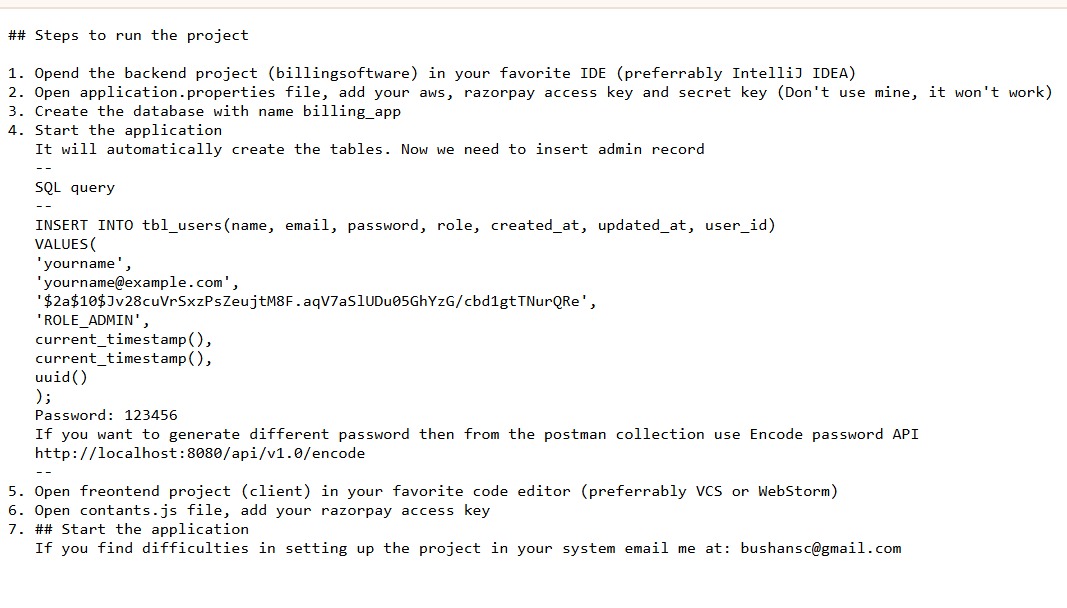 ## Steps to run the project
1. Opend the backend project (billingsoftware) in your favorite IDE (preferrably IntelliJ IDEA)
2. Open application.properties file, add your aws, razorpay access key and secret key (Don't use mine, it won't work)
3. Create the database with name billing_app
4. Start the application
It will automatically create the tables. Now we need to insert admin record
--
SQL query
--
INSERT INTO tbl_users(name, email, password, role, created_at, updated_at, user_id)
VALUES(
'yourname',
'yourname@example.com',
'$2a$10$Jv28cuVrSxzPsZeujtM8F.aqV7aSlUDu05GhYzG/cbd1gtTNurQRe',
'ROLE_ADMIN',
current_timestamp(),
current_timestamp(),
uuid()
);
Password: 123456
If you want to generate different password then from the postman collection use Encode password API
http://localhost:8080/api/v1.0/encode
--
5. Open freontend project (client) in your favorite code editor (preferrably VCS or WebStorm)
6. Open contants.js file, add your razorpay access key
7. ## Start the application
If you find difficulties in setting up the project in your system email me at: bushansc@gmail.com